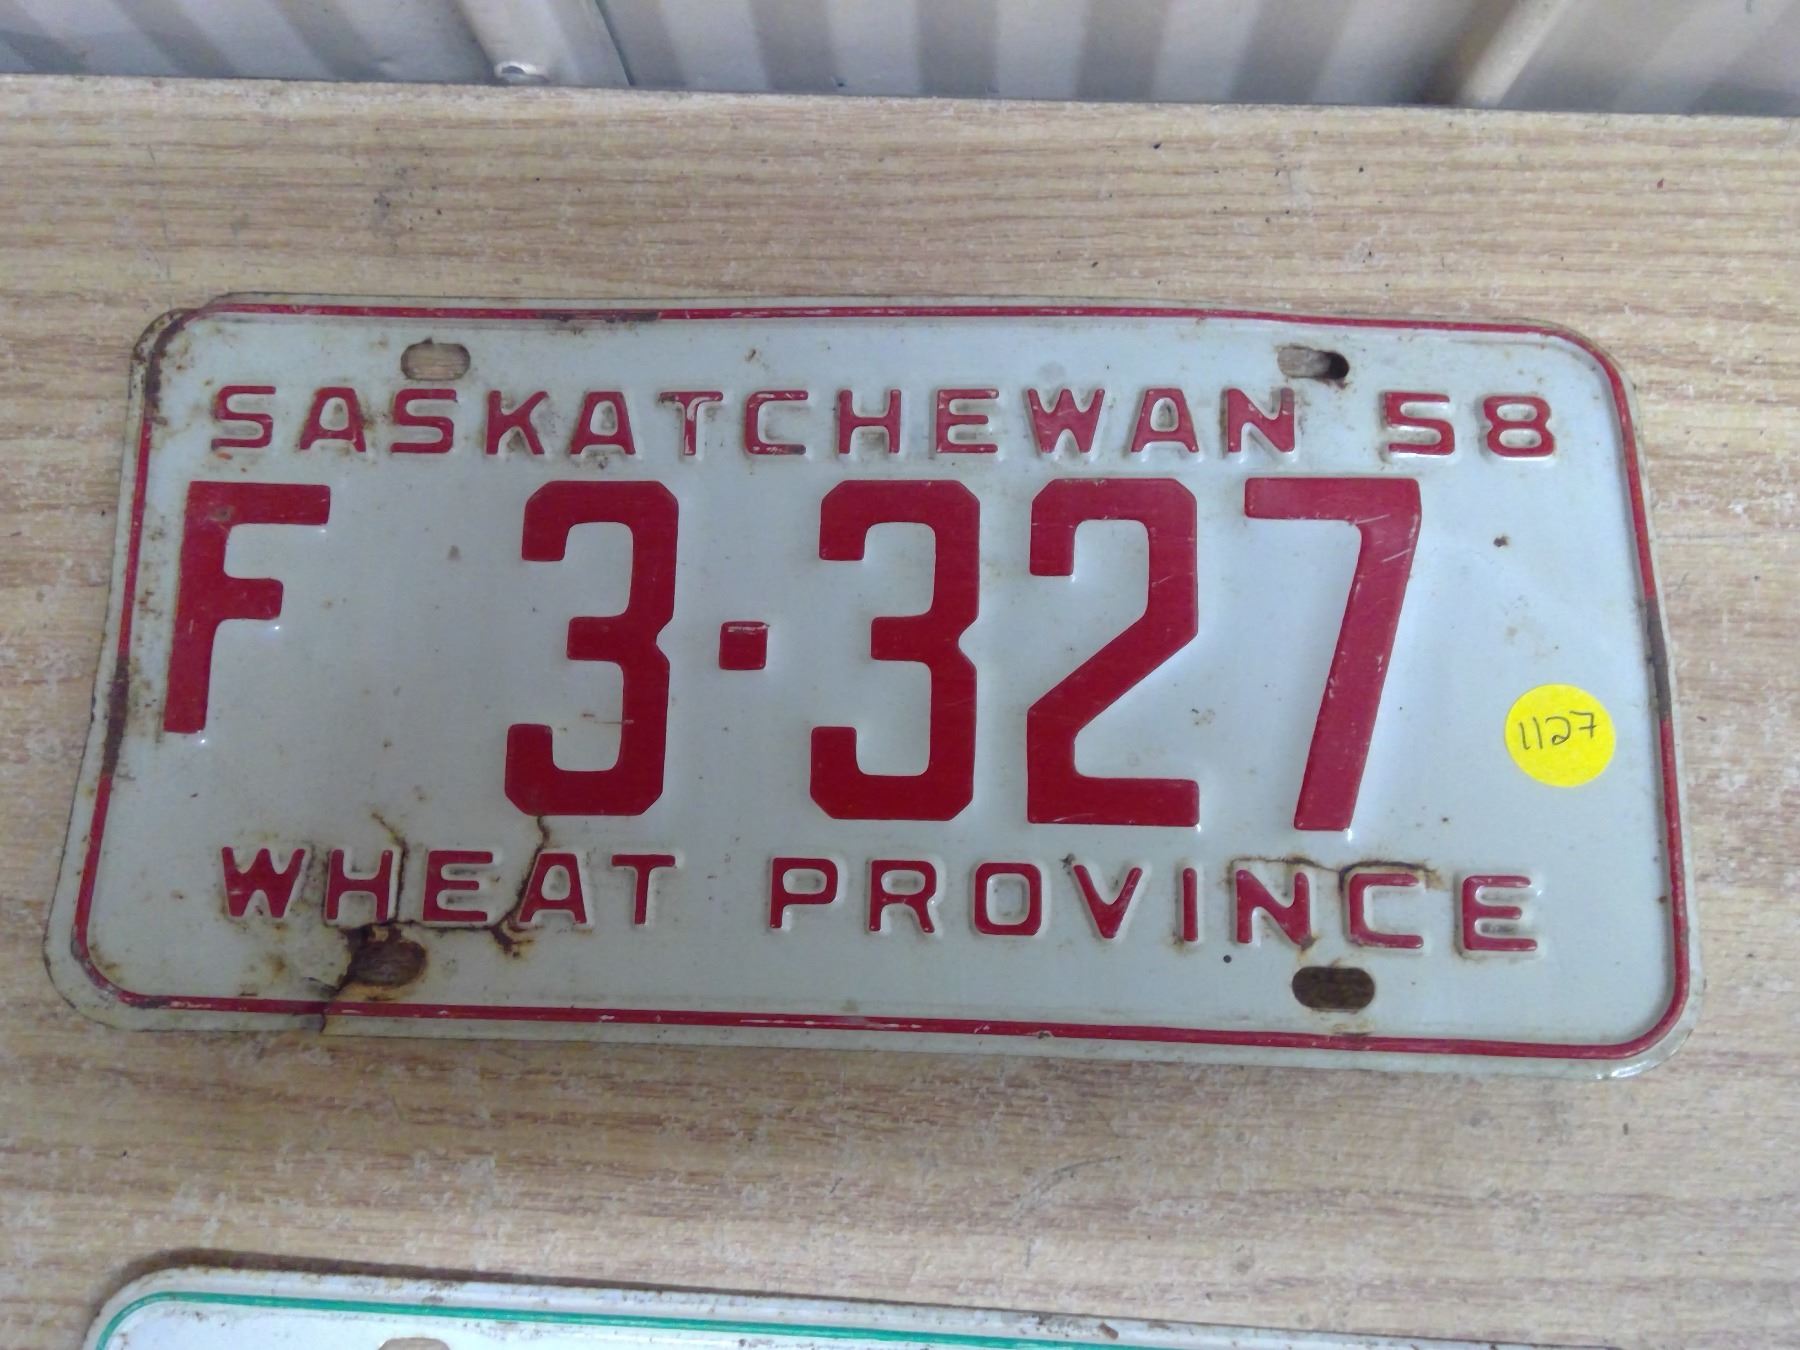 SASKATCHEWAN 58
F 3·327
1127
WHEAT PROVINCE